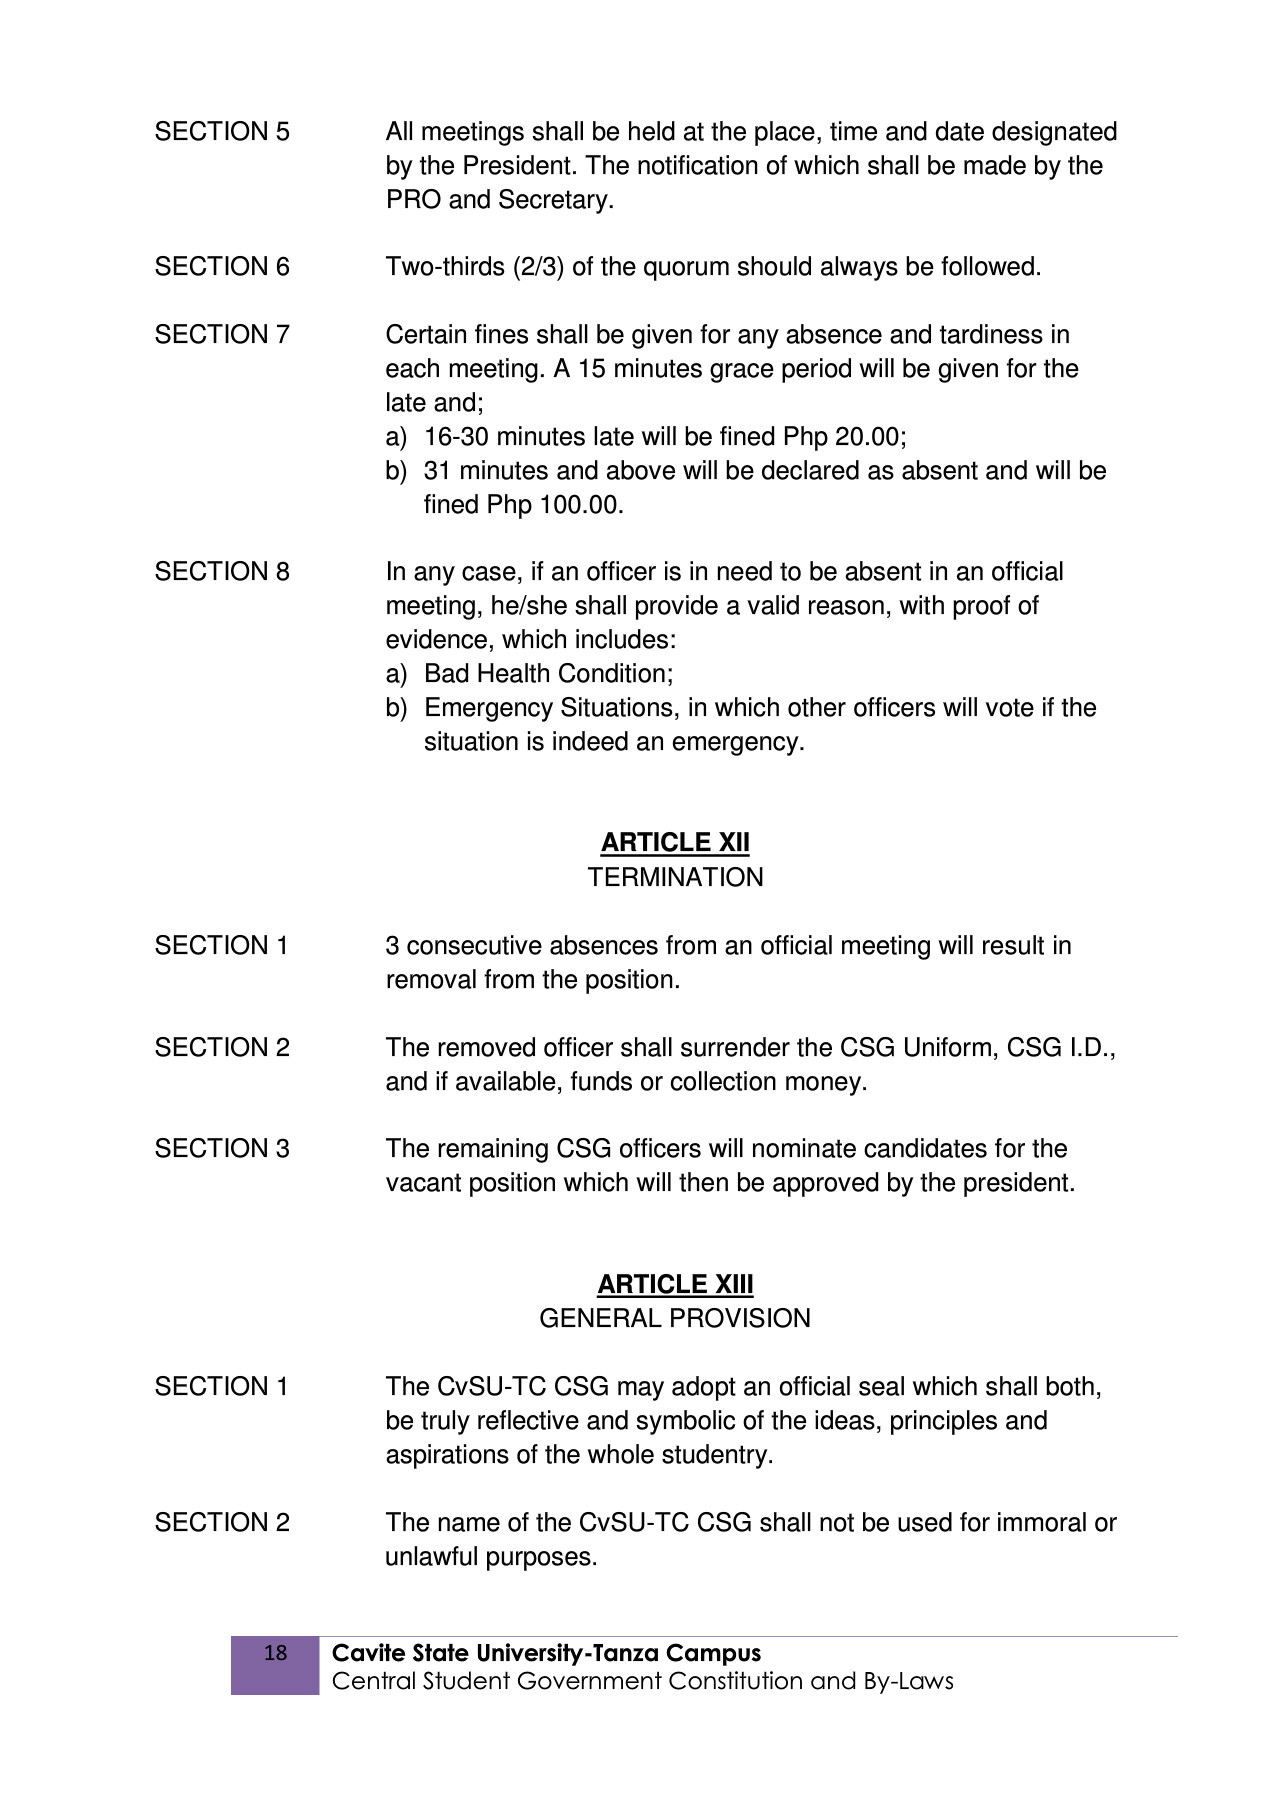 SECTION 5 All meetings shall be held at the place, time and date designated
by the President. The notification of which shall be made by the
PRO and Secretary.
SECTION 6 Two-thirds (2/3) of the quorum should always be followed.
SECTION 7 Certain fines shall be given for any absence and tardiness in
each meeting. A 15 minutes grace period will be given for the
late and;
a) 16-30 minutes late will be fined Php 20.00;
b) 31 minutes and above will be declared as absent and will be
fined Php 100.00.
SECTION 8 In any case, if an officer is in need to be absent in an official
meeting, he/she shall provide a valid reason, with proof of
evidence, which includes:
a) Bad Health Condition;
b) Emergency Situations, in which other officers will vote if the
situation is indeed an emergency.
ARTICLE XII
TERMINATION
SECTION 1 3 consecutive absences from an official meeting will result in
removal from the position.
SECTION 2 The removed officer shall surrender the CSG Uniform, CSG I.D.,
and if available, funds or collection money.
SECTION 3 The remaining CSG officers will nominate candidates for the
vacant position which will then be approved by the president.
ARTICLE XIII
GENERAL PROVISION
SECTION 1 The CvSU-TC CSG may adopt an official seal which shall both,
be truly reflective and symbolic of the ideas, principles and
aspirations of the whole studentry.
SECTION 2 The name of the CvSU-TC CSG shall not be used for immoral or
unlawful purposes.
18 Cavite State University-Tanza Campus
Central Student Government Constitution and By-Laws